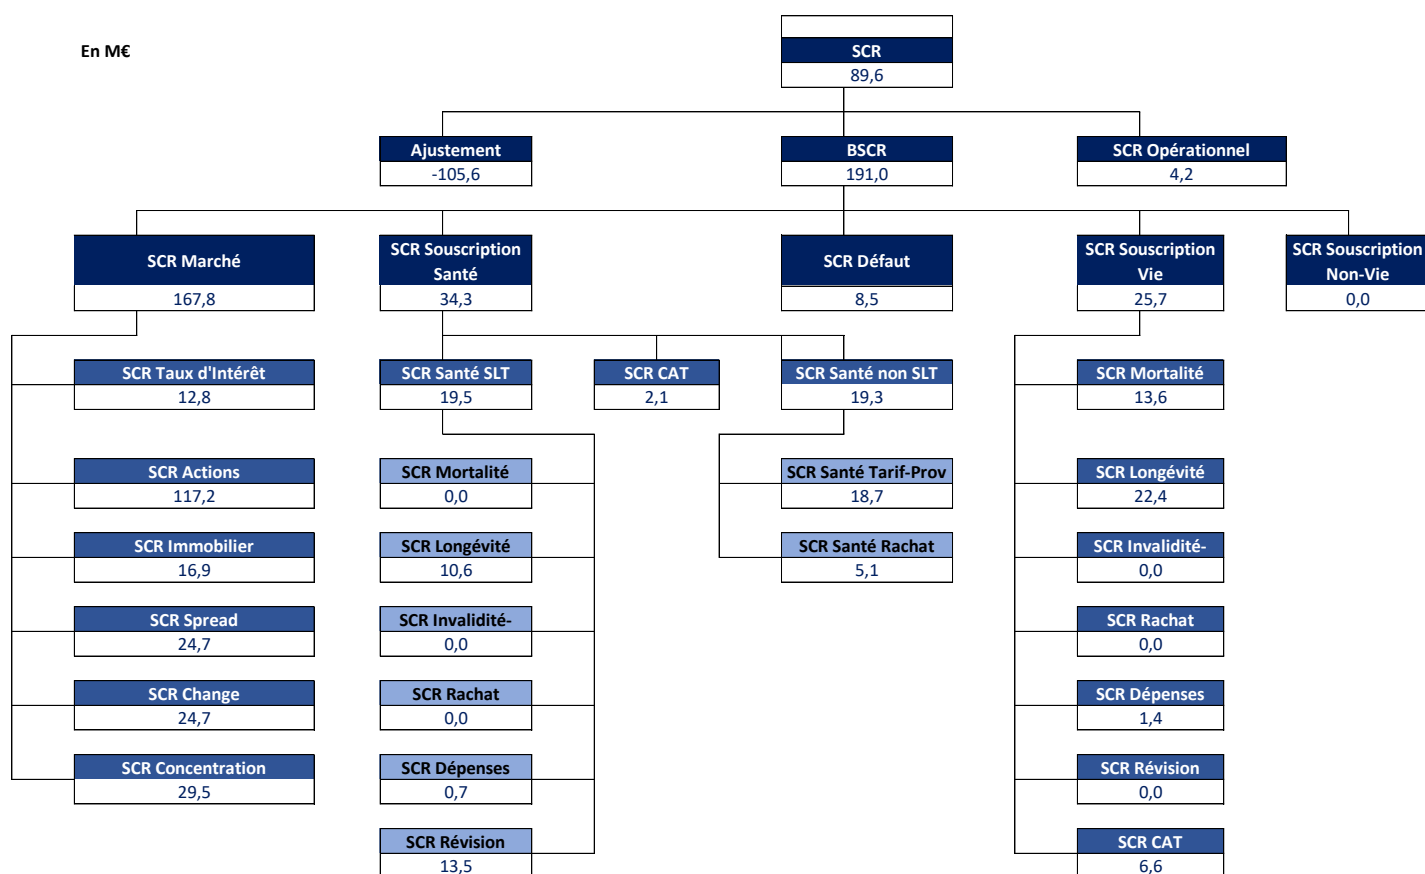 En M€
SCR
89,6
Ajustement
-105,6
BSCR
191,0
SCR Opérationnel
4,2
SCR Marché
167,8
SCR Souscription
Santé
34,3
SCR Défaut
8,5
SCR Souscription
Vie
25,7
SCR Souscription
Non-Vie
0,0
SCR Taux d'Intérêt
12,8
SCR Santé SLT
19,5
SCR CAT
2,1
SCR Santé non SLT
19,3
SCR Mortalité
13,6
SCR Actions
117,2
SCR Mortalité
0,0
SCR Santé Tarif-Prov
18,7
SCR Longévité
22,4
SCR Immobilier
16,9
SCR Longévité
10,6
SCR Santé Rachat
5,1
SCR Invalidité-
0,0
SCR Spread
24,7
SCR Invalidité-
0,0
SCR Rachat
0,0
SCR Change
24,7
SCR Rachat
0,0
SCR Dépenses
1,4
SCR Concentration
29,5
SCR Dépenses
0,7
SCR Révision
0,0
SCR Révision
13,5
SCR CAT
6,6